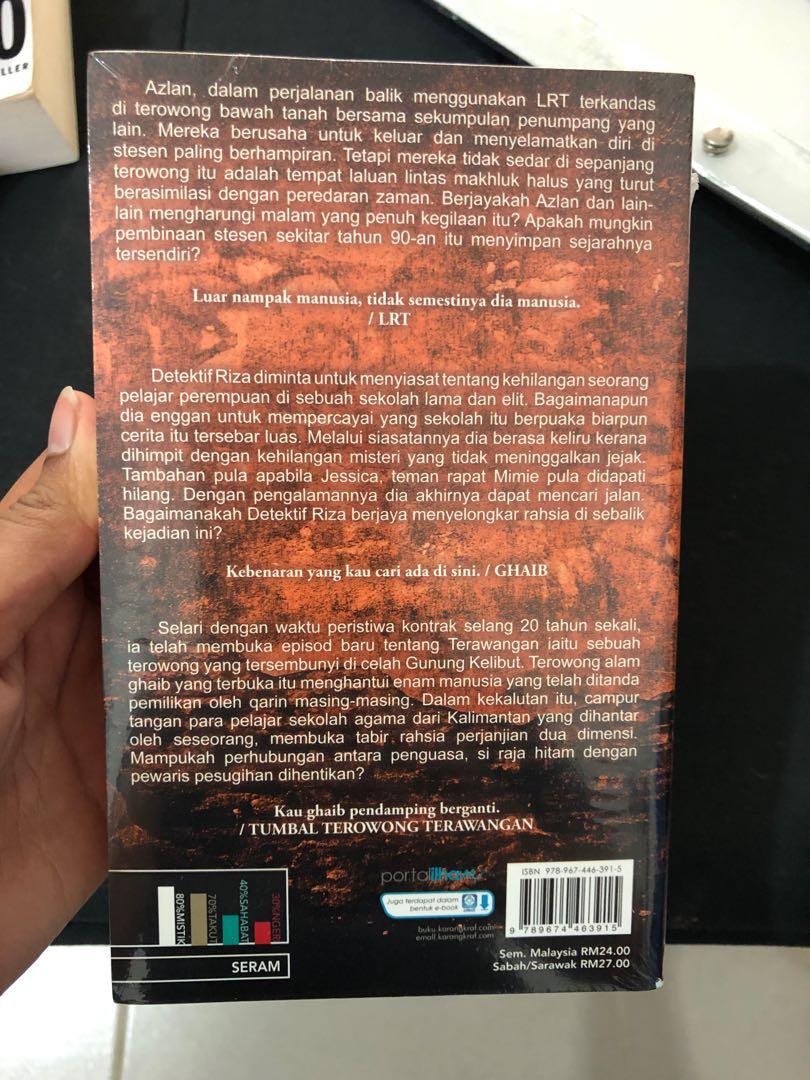 0
LLER
Azlan, dalam perjalanan balik menggunakan LRT terkandas
di terowong bawah tanah bersama sekumpulan penumpang yang
lain. Mereka berusaha untuk keluar dan menyelamatkan diri di
stesen paling berhampiran. Tetapi mereka tidak sedar di sepanjang
terowong itu adalah tempat laluan lintas makhluk halus yang turut
berasimilasi dengan peredaran zaman. Berjayakah Azlan dan lain-
lain mengharungi malam yang penuh kegilaan itu? Apakah mungkin
pembinaan stesen sekitar tahun 90-an itu menyimpan sejarahnya
tersendiri?
Luar nampak manusia, tidak semestinya dia manusia.
/ LRT
Detektif Riza diminta untuk menyiasat tentang kehilangan seorang
pelajar perempuan di sebuah sekolah lama dan elit. Bagaimanapun
dia enggan untuk mempercayai yang sekolah itu berpuaka biarpun
cerita itu tersebar luas. Melalui siasatannya dia berasa keliru kerana
dihimpit dengan kehilangan misteri yang tidak meninggalkan jejak.
Tambahan pula apabila Jessica, teman rapat Mimie pula didapati
hilang. Dengan pengalamannya dia akhirnya dapat mencari jalan.
Bagaimanakah Detektif Riza berjaya menyelongkar rahsia di sebalik
kejadian ini?
Kebenaran yang kau cari ada di sini. / GHAIB
Selari dengan waktu peristiwa kontrak selang 20 tahun sekali,
ia telah membuka episod baru tentang Terawangan iaitu sebuah
terowong yang tersembunyi di celah Gunung Kelibut. Terowong alam
ghaib yang terbuka itu menghantui enam manusia yang telah ditanda
pemilikan oleh qarin masing-masing. Dalam kekalutan itu, campur
tangan para pelajar sekolah agama dari Kalimantan yang dihantar
oleh seseorang, membuka tabir rahsia perjanjian dua dimensi.
Mampukah perhubungan antara penguasa, si raja hitam dengan
pewaris pesugihan dihentikan?
Kau ghaib pendamping berganti.
/ TUMBAL TEROWONG TERAWANGAN
80%MISTIK
70%TAKUT
40%SAHABAT
30%ANGER
SERAM
portalilham
Juga terdapat dalam
bentuk e-book
buku.karangkraf.com
email.karangkraf.com
ISBN 978-967-446-391-5
9 789674 463915
Sem. Malaysia RM24.00
Sabah/Sarawak RM27.00